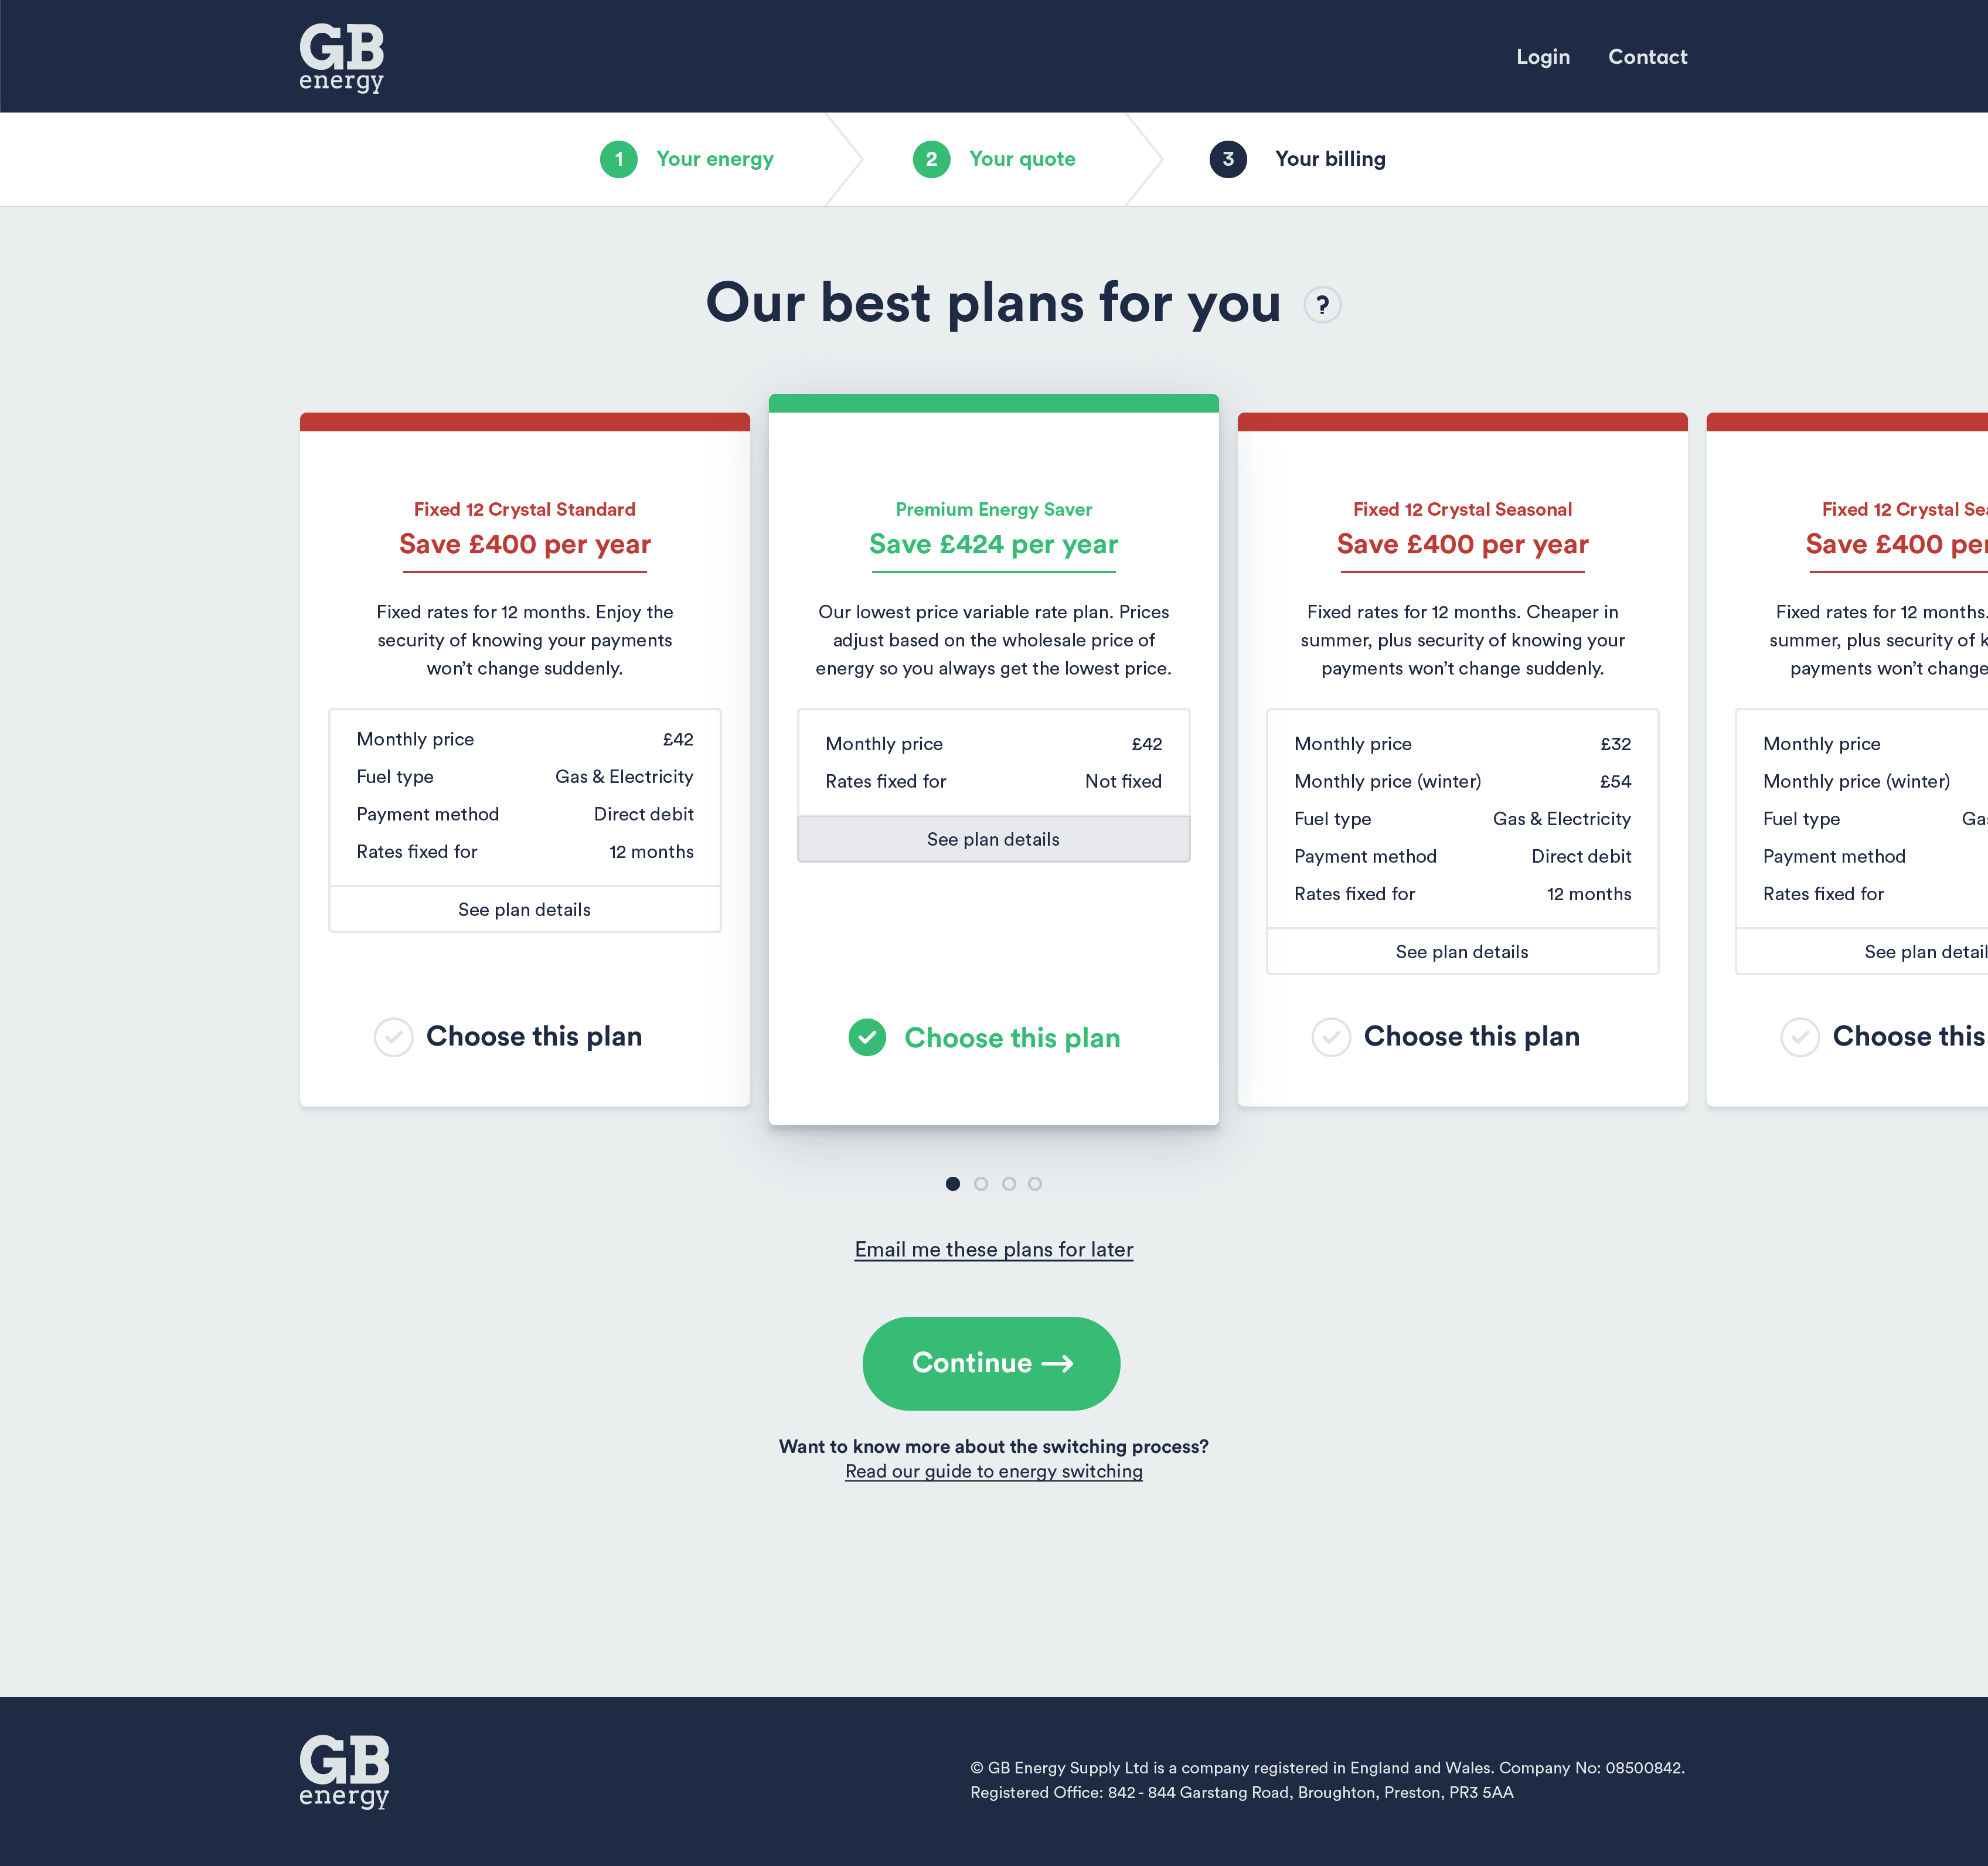 GB
energy
Login
Contact
1 Your energy
2 Your quote
3 Your billing
Our best plans for you ?
Fixed 12 Crystal Standard
Save £400 per year
Fixed rates for 12 months. Enjoy the
security of knowing your payments
won’t change suddenly.
Monthly price £42
Fuel type Gas & Electricity
Payment method Direct debit
Rates fixed for 12 months
See plan details
Choose this plan
Premium Energy Saver
Save £424 per year
Our lowest price variable rate plan. Prices
adjust based on the wholesale price of
energy so you always get the lowest price.
Monthly price £42
Rates fixed for Not fixed
See plan details
Choose this plan
Fixed 12 Crystal Seasonal
Save £400 per year
Fixed rates for 12 months. Cheaper in
summer, plus security of knowing your
payments won’t change suddenly.
Monthly price £32
Monthly price (winter) £54
Fuel type Gas & Electricity
Payment method Direct debit
Rates fixed for 12 months
See plan details
Choose this plan
Fixed 12 Crystal
Save £400
Fixed rates for 12 months.
summer, plus security of
payments won’t change
Monthly price
Monthly price (winter)
Fuel type
Payment method
Rates fixed for
See plan
Choose this
Email me these plans for later
Continue →
Want to know more about the switching process?
Read our guide to energy switching
GB
energy
© GB Energy Supply Ltd is a company registered in England and Wales. Company No: 08500842.
Registered Office: 842 - 844 Garstang Road, Broughton, Preston, PR3 5AA